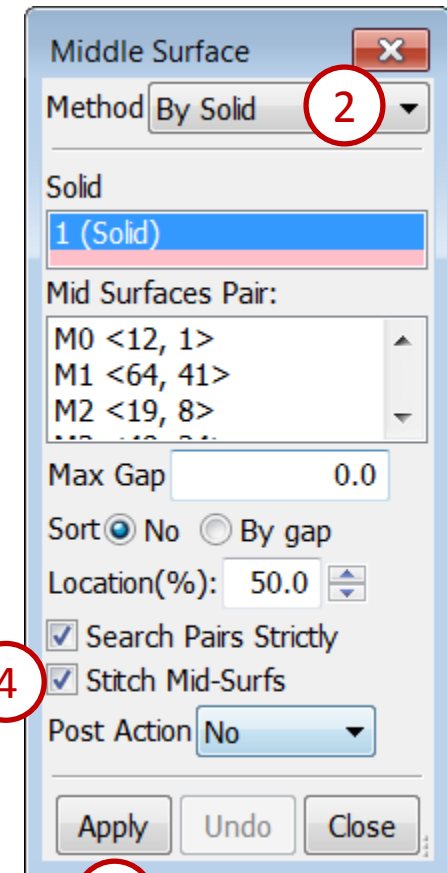 Middle Surface
Method By Solid 2
Solid
1 (Solid)
Mid Surfaces Pair:
M0 <12, 1>
M1 <64, 41>
M2 <19, 8>
Max Gap 0.0
Sort No By gap
Location(%): 50.0
Search Pairs Strictly
4 Stitch Mid-Surfs
Post Action No
Apply Undo Close